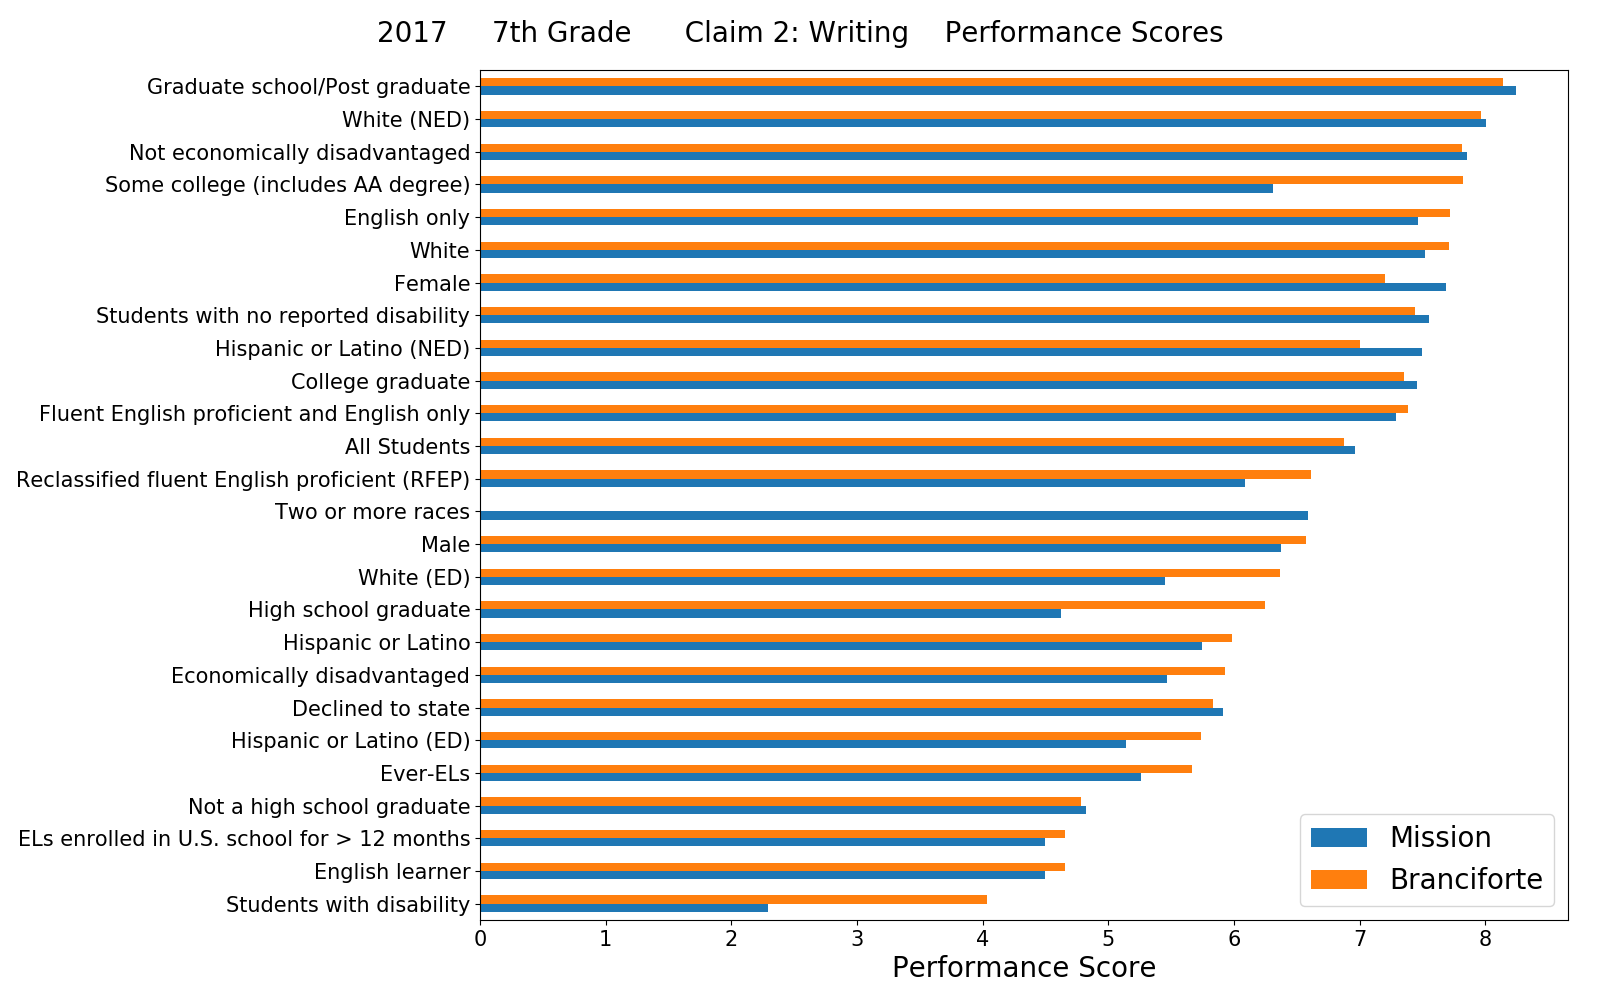 2017 7th Grade Claim 2: Writing Performance Scores
Graduate school/Post graduate
White (NED)
Not economically disadvantaged
Some college (includes AA degree)
English only
White
Female
Students with no reported disability
Hispanic or Latino (NED)
College graduate
Fluent English proficient and English only
All Students
Reclassified fluent English proficient (RFEP)
Two or more races
Male
White (ED)
High school graduate
Hispanic or Latino
Economically disadvantaged
Declined to state
Hispanic or Latino (ED)
Ever-ELs
Not a high school graduate
ELs enrolled in U.S. school for > 12 months
English learner
Students with disability
Mission
Branciforte
0 1 2 3 4 5 6 7 8
Performance Score